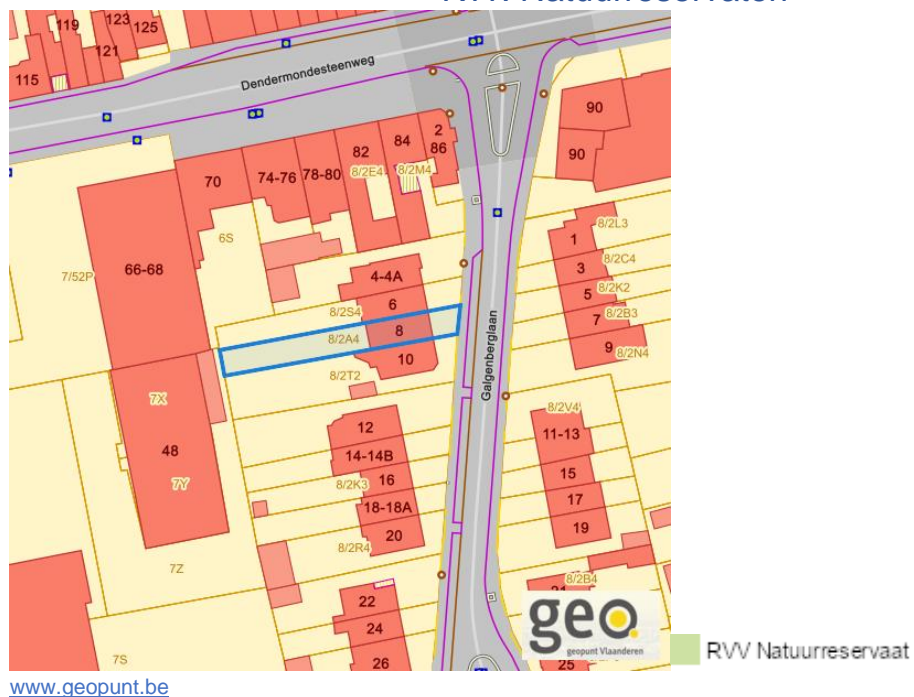 RVV Natuurreservaten
119
123
125
121
115
Dendermondesteenweg
90
90
2
86
84
82
8/2E4
8/2M4
78-80
74-76
70
6S
66-68
7/52P
8/2L3
1
8/2C4
3
5
8/2K2
8/2B3
7
9
8/2N4
4-4A
6
8/2S4
8
8/2A4
10
8/2T2
Galgenberglaan
7X
48
7Y
8/2V4
11-13
12
14-14B
8/2K3
16
18-18A
20
8/2R4
15
17
19
7Z
8/2B4
22
24
26
25
7S
geo.
geopunt Vlaanderen
RVV Natuurreservaat
www.geopunt.be